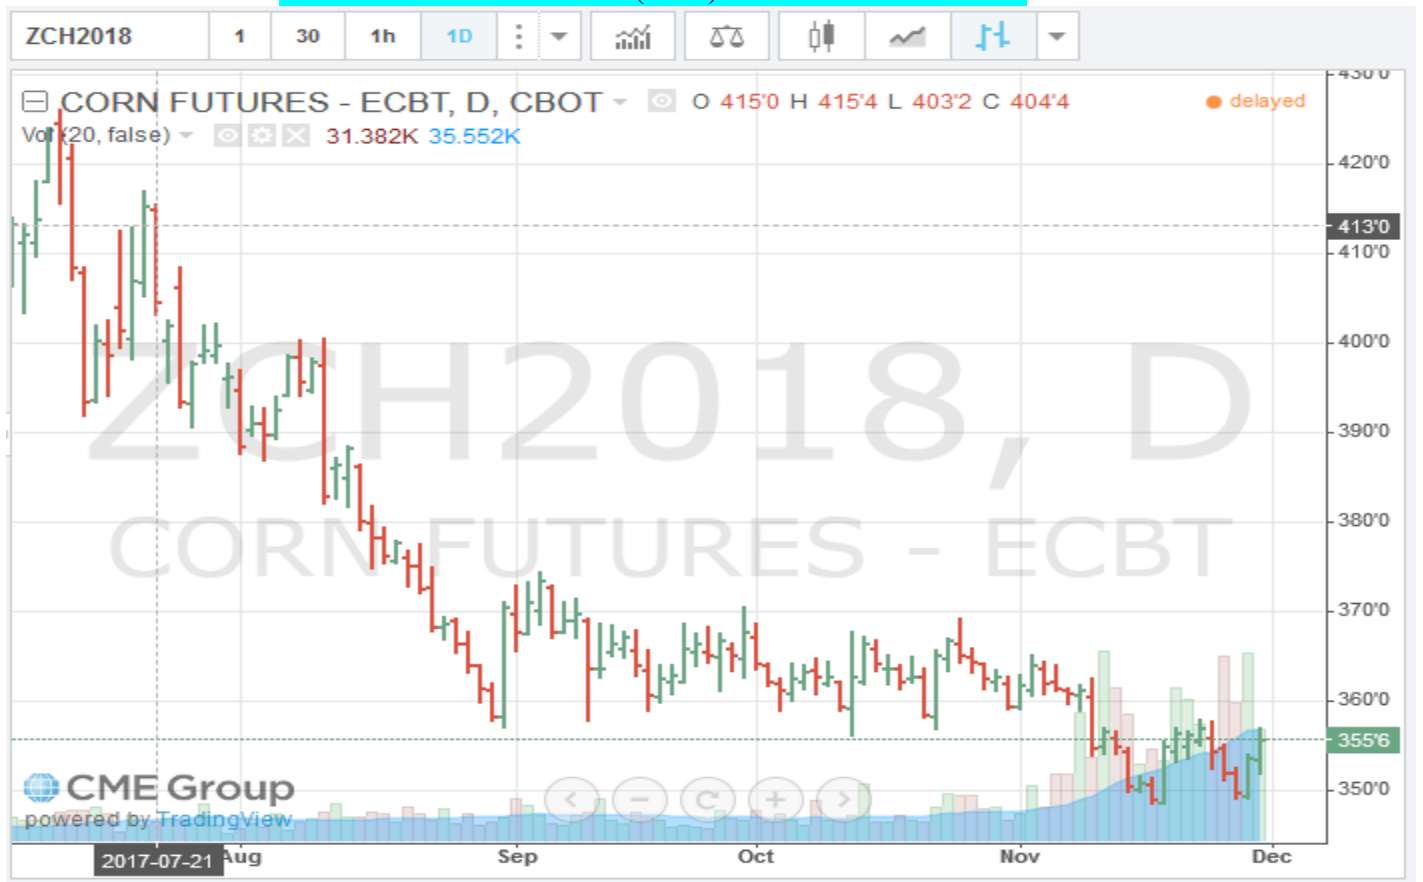 ZCH2018 1 30 1h 1D
CORN FUTURES - ECBT, D, CBOT O 415'0 H 415'4 L 403'2 C 404'4 delayed
Vol (20, false) 31.382K 35.552K
430'0
420'0
413'0
410'0
400'0
390'0
380'0
370'0
360'0
355'6
350'0
ZCH2018, D
CORN FUTURES - ECBT
CME Group
powered by TradingView
2017-07-21 Aug Sep Oct Nov Dec